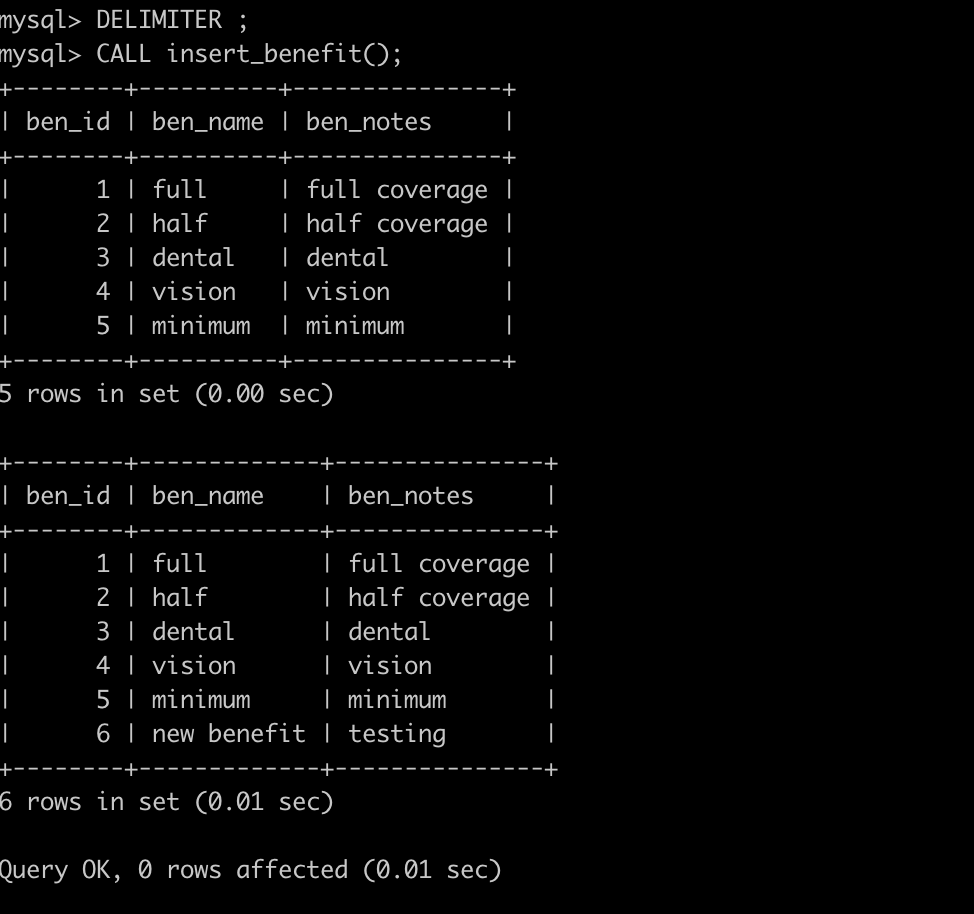 mysql> DELIMITER ;
mysql> CALL insert_benefit();
+--------+----------+---------------+
| ben_id | ben_name | ben_notes     |
+--------+----------+---------------+
|      1 | full     | full coverage |
|      2 | half     | half coverage |
|      3 | dental   | dental        |
|      4 | vision   | vision        |
|      5 | minimum  | minimum       |
+--------+----------+---------------+
5 rows in set (0.00 sec)

+--------+-------------+---------------+
| ben_id | ben_name    | ben_notes     |
+--------+-------------+---------------+
|      1 | full        | full coverage |
|      2 | half        | half coverage |
|      3 | dental      | dental        |
|      4 | vision      | vision        |
|      5 | minimum     | minimum       |
|      6 | new benefit | testing       |
+--------+-------------+---------------+
6 rows in set (0.01 sec)

Query OK, 0 rows affected (0.01 sec)